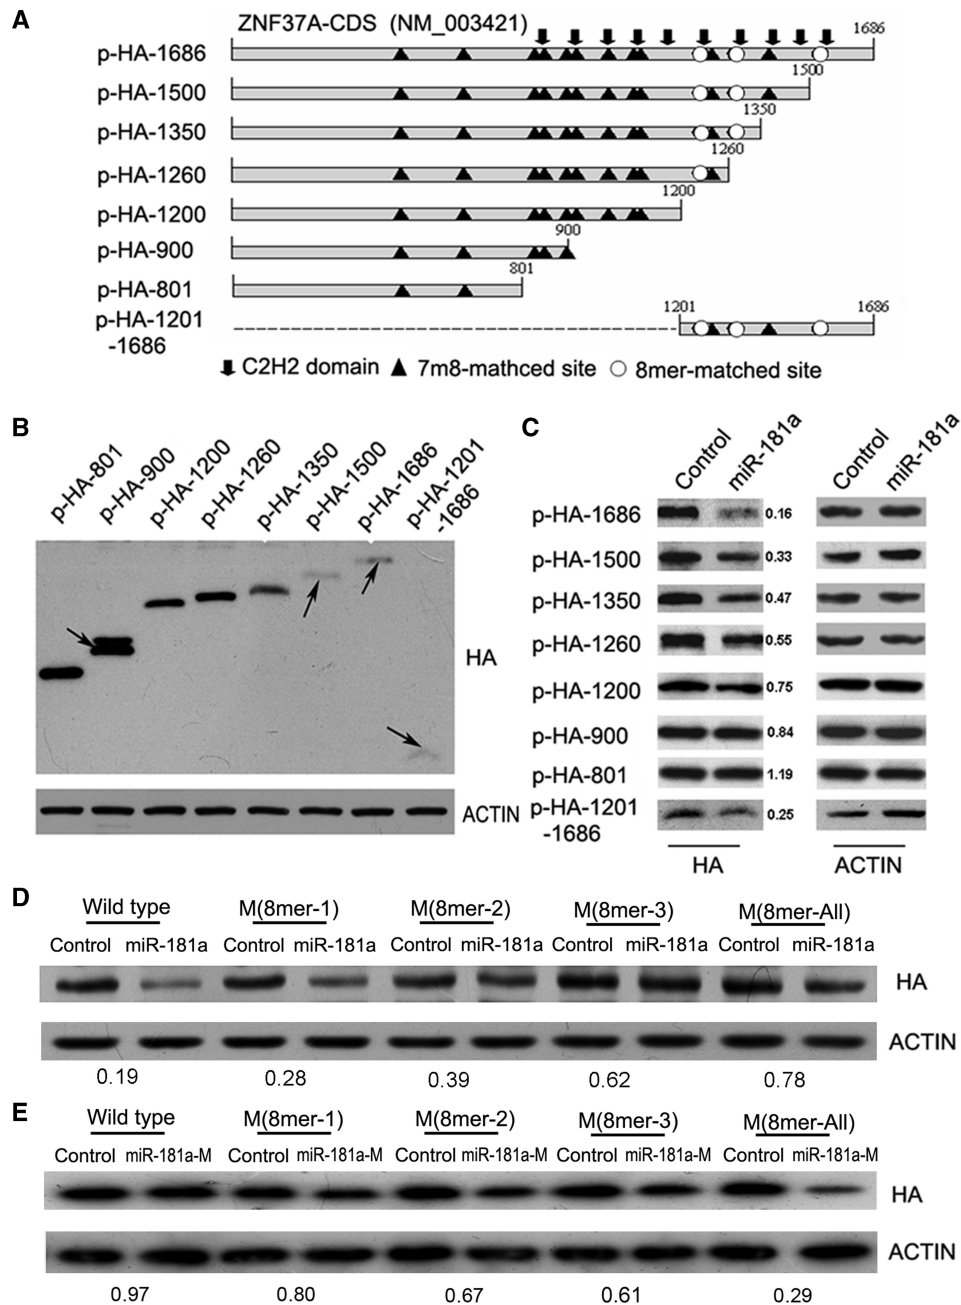 A
ZNF37A-CDS (NM_003421)
1686
p-HA-1686
1500
p-HA-1500
1350
p-HA-1350
1260
p-HA-1260
1200
p-HA-1200
900
p-HA-900
801
p-HA-801
1201 1686
p-HA-1201
-1686
C2H2 domain 7m8-mathced site 8mer-matched site
B
p-HA-801
p-HA-900
p-HA-1200
p-HA-1260
p-HA-1350
p-HA-1500
p-HA-1686
p-HA-1201
-1686
HA
ACTIN
C
Control miR-181a Control miR-181a
p-HA-1686 0.16
p-HA-1500 0.33
p-HA-1350 0.47
p-HA-1260 0.55
p-HA-1200 0.75
p-HA-900 0.84
p-HA-801 1.19
p-HA-1201
-1686 0.25
HA ACTIN
D
Wild type M(8mer-1) M(8mer-2) M(8mer-3) M(8mer-All)
Control miR-181a Control miR-181a Control miR-181a Control miR-181a Control miR-181a
HA
ACTIN
0.19 0.28 0.39 0.62 0.78
E
Wild type M(8mer-1) M(8mer-2) M(8mer-3) M(8mer-All)
Control miR-181a-M Control miR-181a-M Control miR-181a-M Control miR-181a-M Control miR-181a-M
HA
ACTIN
0.97 0.80 0.67 0.61 0.29